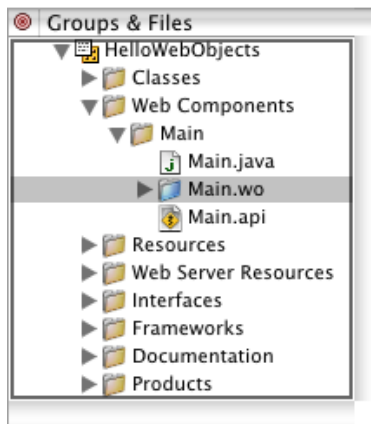 Groups & Files
HelloWebObjects
Classes
Web Components
Main
Main.java
Main.wo
Main.api
Resources
Web Server Resources
Interfaces
Frameworks
Documentation
Products